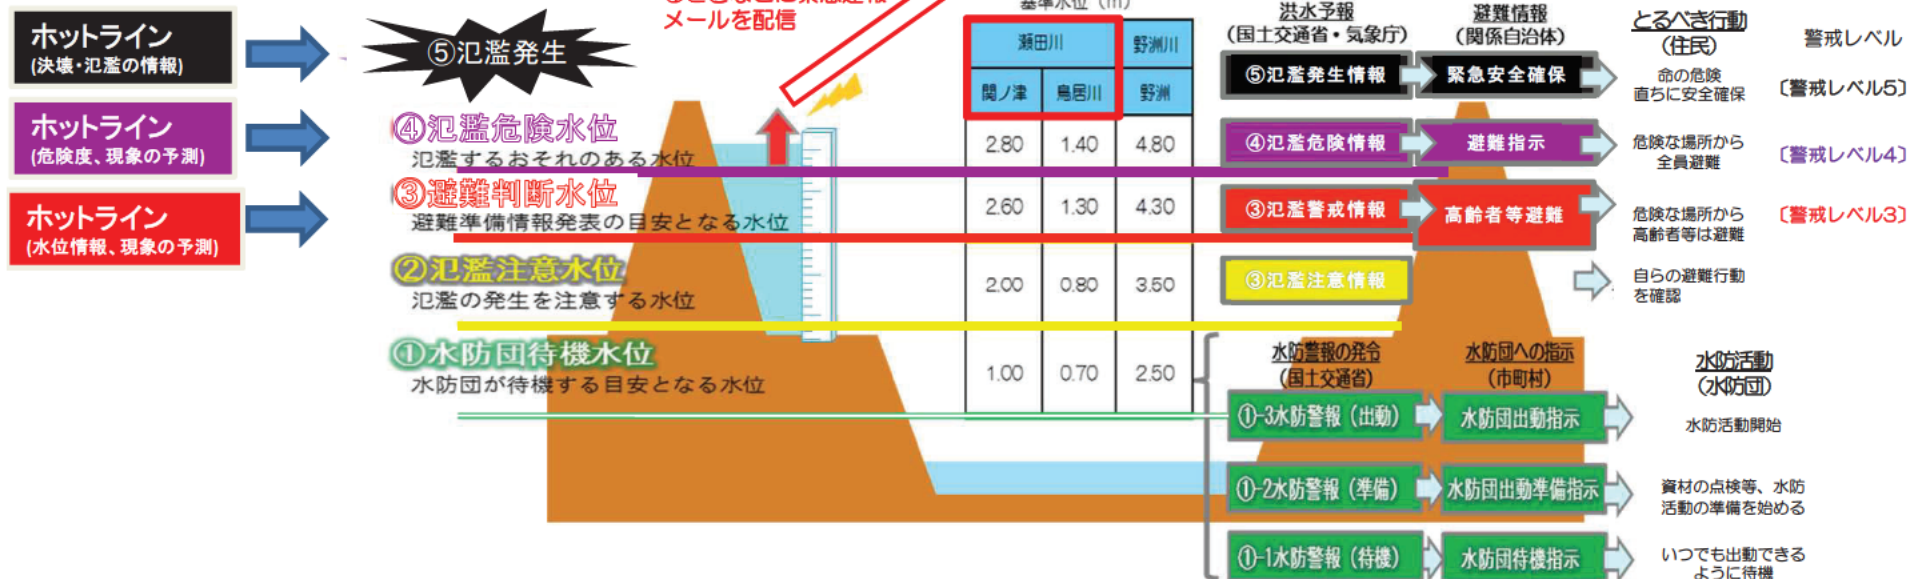 ホットライン
(決壊・氾濫の情報)
ホットライン
(危険度、現象の予測)
ホットライン
(水位情報、現象の予測)
⑤氾濫発生
メールを配信
④氾濫危険水位
氾濫するおそれのある水位
③避難判断水位
避難準備情報発表の目安となる水位
②氾濫注意水位
氾濫の発生を注意する水位
①水防団待機水位
水防団が待機する目安となる水位
基準水位（m）
瀬田川 野洲川
関ノ津 鳥居川 野洲
2.80 1.40 4.80
2.60 1.30 4.30
2.00 0.80 3.50
1.00 0.70 2.50
洪水予報
(国土交通省・気象庁)
避難情報
(関係自治体)
とるべき行動
(住民)
警戒レベル
⑤氾濫発生情報 緊急安全確保
命の危険
直ちに安全確保
〔警戒レベル5〕
④氾濫危険情報 避難指示
危険な場所から
全員避難
〔警戒レベル4〕
③氾濫警戒情報 高齢者等避難
危険な場所から
高齢者等は避難
〔警戒レベル3〕
③氾濫注意情報
自らの避難行動
を確認
水防警報の発令
(国土交通省)
水防団への指示
(市町村)
水防活動
(水防団)
①-3水防警報（出動） 水防団出動指示
水防活動開始
①-2水防警報（準備） 水防団出動準備指示
資材の点検等、水防
活動の準備を始める
①-1水防警報（待機） 水防団待機指示
いつでも出動できる
ように待機